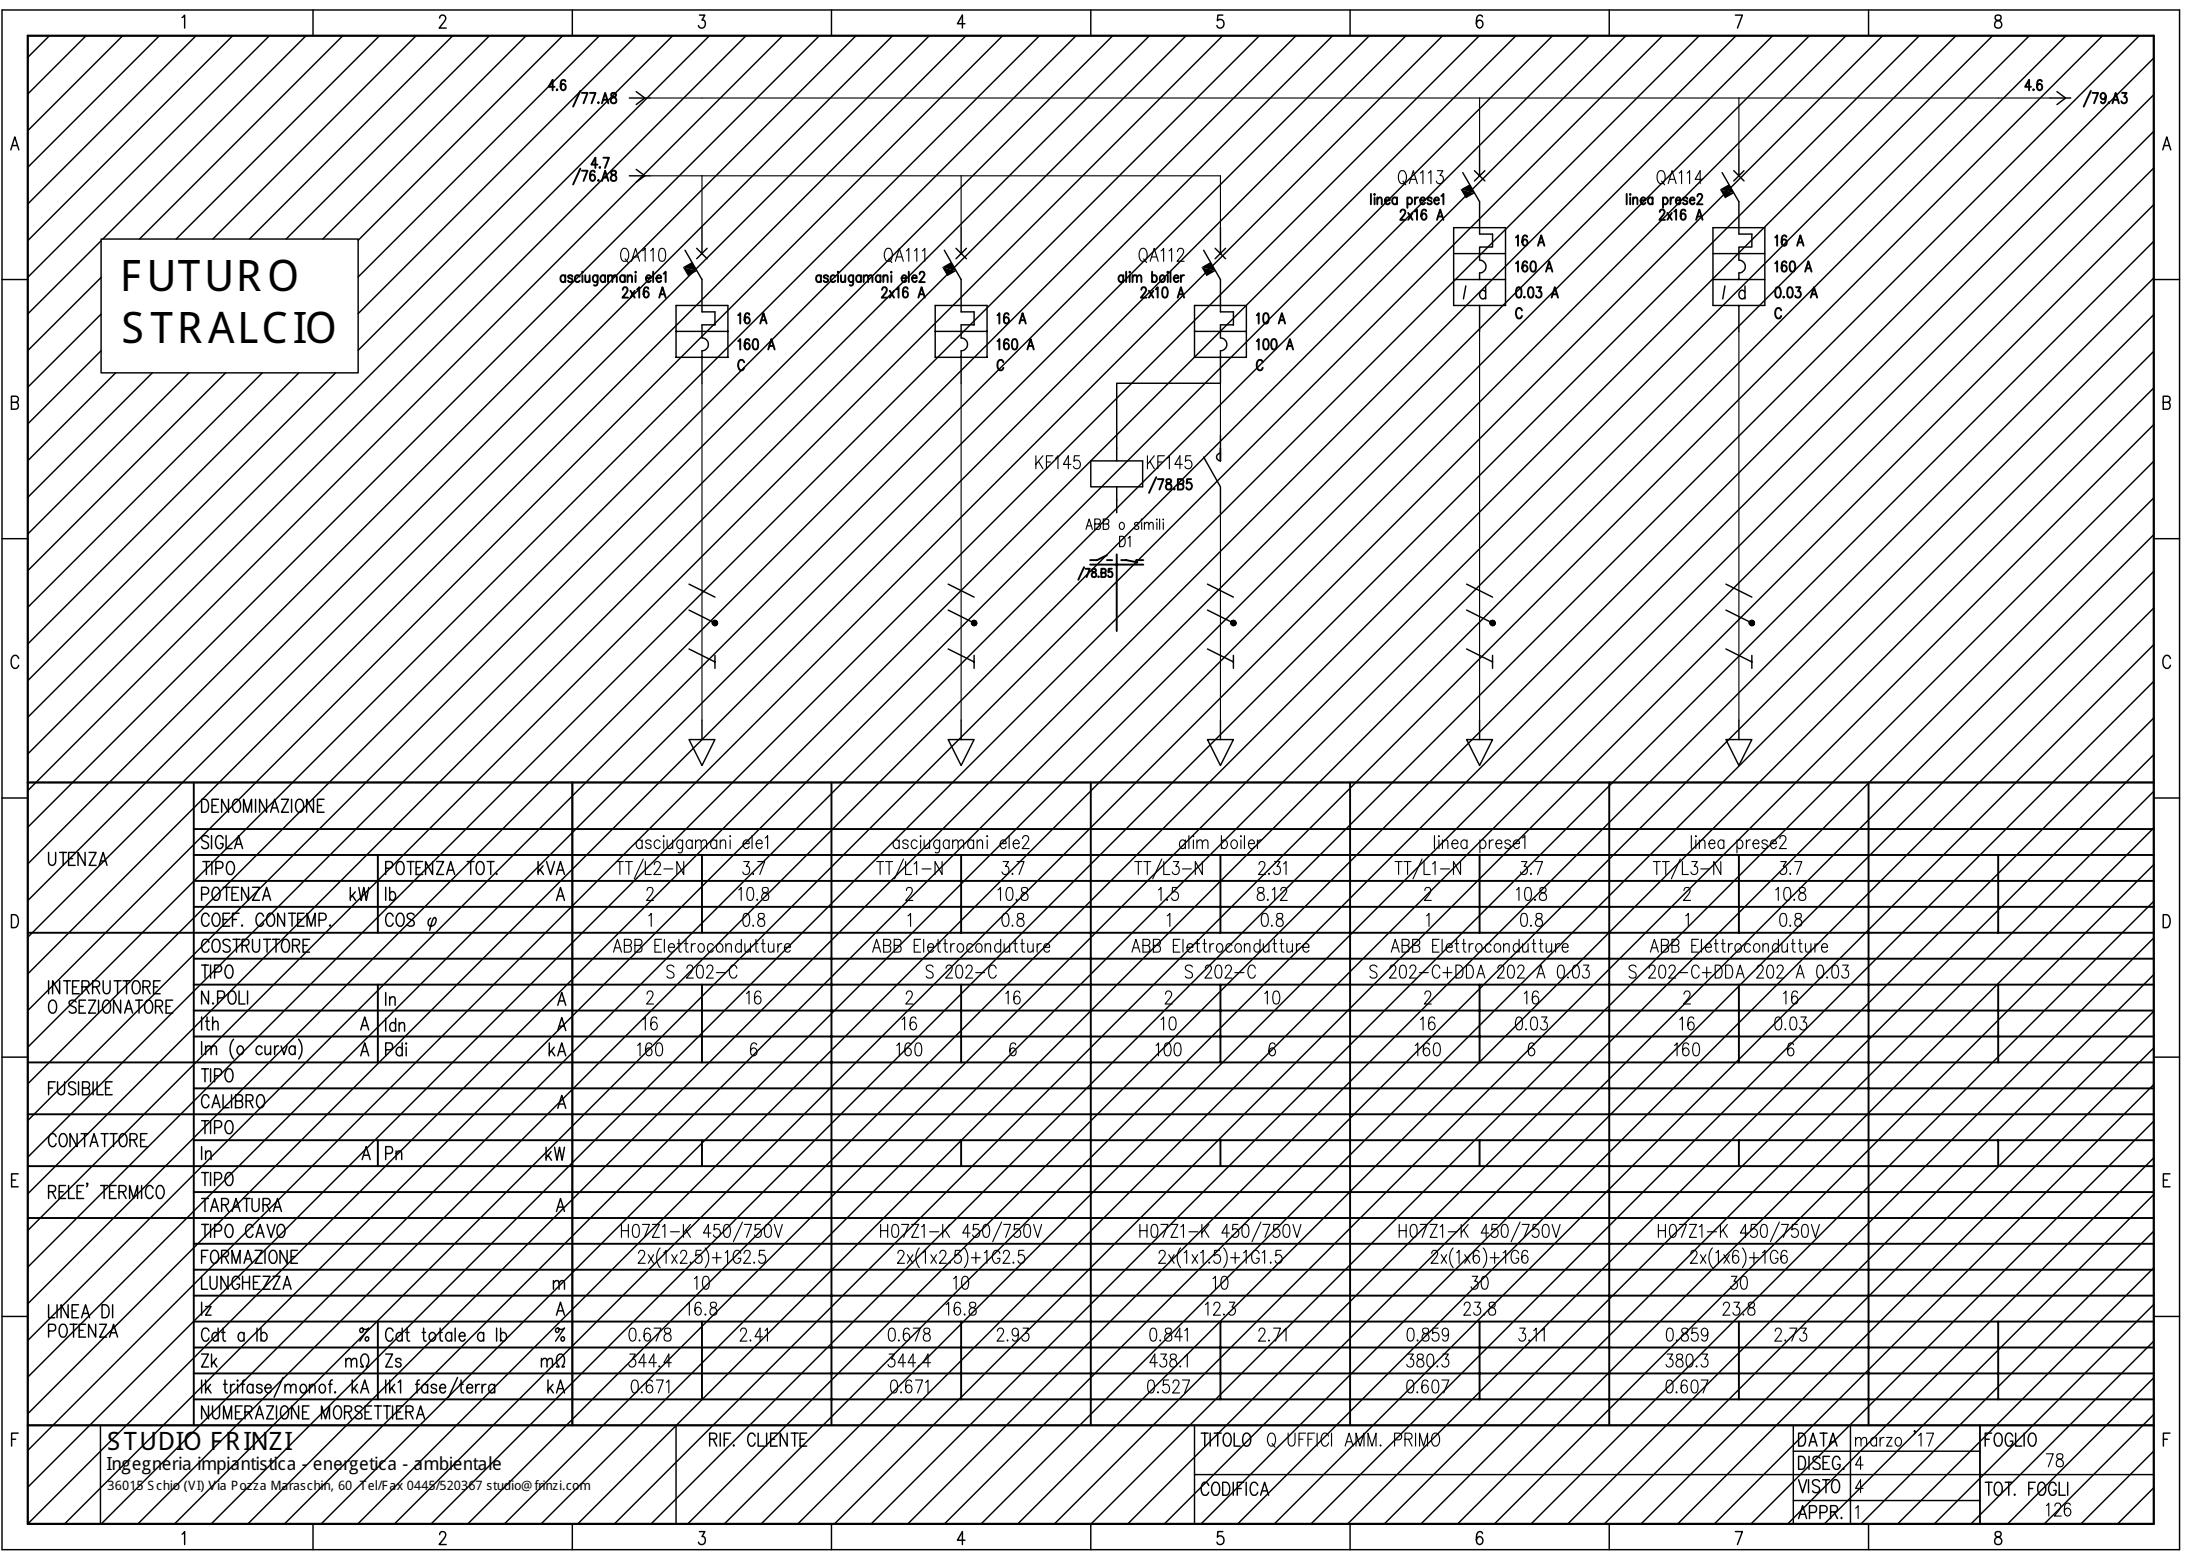 1 2 3 4 5 6 7 8
4.6
/77.A8
4.6
/79.A3
A A
4.7
/76.A8
QA113
linea prese1
2x16 A
QA114
linea prese2
2x16 A
16 A
160 A
0.03 A
C
16 A
160 A
0.03 A
C
I d
I d
FUTURO
STRALCIO
QA110
asciugamani ele1
2x16 A
QA111
asciugamani ele2
2x16 A
QA112
alim boiler
2x10 A
16 A
160 A
C
16 A
160 A
C
10 A
100 A
C
B B
KF145
KF145
/78.B5
ABB o simili
D1
/78.B5
C C
UTENZA
DENOMINAZIONE
SIGLA asciugamani ele1 asciugamani ele2 alim boiler linea prese1 linea prese2
TIPO POTENZA TOT. kVA TT/L2-N 3.7 TT/L1-N 3.7 TT/L3-N 2.31 TT/L1-N 3.7 TT/L3-N 3.7
POTENZA kW Ib A 2 10.8 2 10.8 1.5 8.12 2 10.8 2 10.8
COEF. CONTEMP. COS φ 1 0.8 1 0.8 1 0.8 1 0.8 1 0.8
D D
INTERRUTTORE
O SEZIONATORE
COSTRUTTORE ABB Elettrocondutture ABB Elettrocondutture ABB Elettrocondutture ABB Elettrocondutture ABB Elettrocondutture
TIPO S 202-C S 202-C S 202-C S 202-C+DDA 202 A 0.03 S 202-C+DDA 202 A 0.03
N.POLI In A 2 16 2 16 2 10 2 16 2 16
Ith A Idn A 16 16 10 16 0.03 16 0.03
Im (o curva) A Pdi kA 160 6 160 6 100 6 160 6 160 6
FUSIBILE
TIPO
CALIBRO A
CONTATTORE
TIPO
In A Pn kW
E E
RELE' TERMICO
TIPO
TARATURA A
LINEA DI
POTENZA
TIPO CAVO H07Z1-K 450/750V H07Z1-K 450/750V H07Z1-K 450/750V H07Z1-K 450/750V H07Z1-K 450/750V
FORMAZIONE 2x(1x2.5)+1G2.5 2x(1x2.5)+1G2.5 2x(1x1.5)+1G1.5 2x(1x6)+1G6 2x(1x6)+1G6
LUNGHEZZA m 10 10 10 30 30
Iz A 16.8 16.8 12.3 23.8 23.8
Cdt a Ib % Cdt totale a Ib % 0.678 2.41 0.678 2.93 0.841 2.71 0.859 3.11 0.859 2.73
Zk mΩ Zs mΩ 344.4 344.4 438.1 380.3 380.3
Ik trifase/monof. kA Ik1 fase/terra kA 0.671 0.671 0.527 0.607 0.607
NUMERAZIONE MORSETTIERA
F F
STUDIO FRINZI
Ingegneria impiantistica - energetica - ambientale
36015 Schio (VI) Via Pozza Maraschin, 60 Tel/Fax 0445/520367 studio@frinzi.com
RIF. CLIENTE
TITOLO Q UFFICI AMM. PRIMO
CODIFICA
DATA marzo '17
DISEG. 4
VISTO 4
APPR. 1
FOGLIO
78
TOT. FOGLI
126
1 2 3 4 5 6 7 8